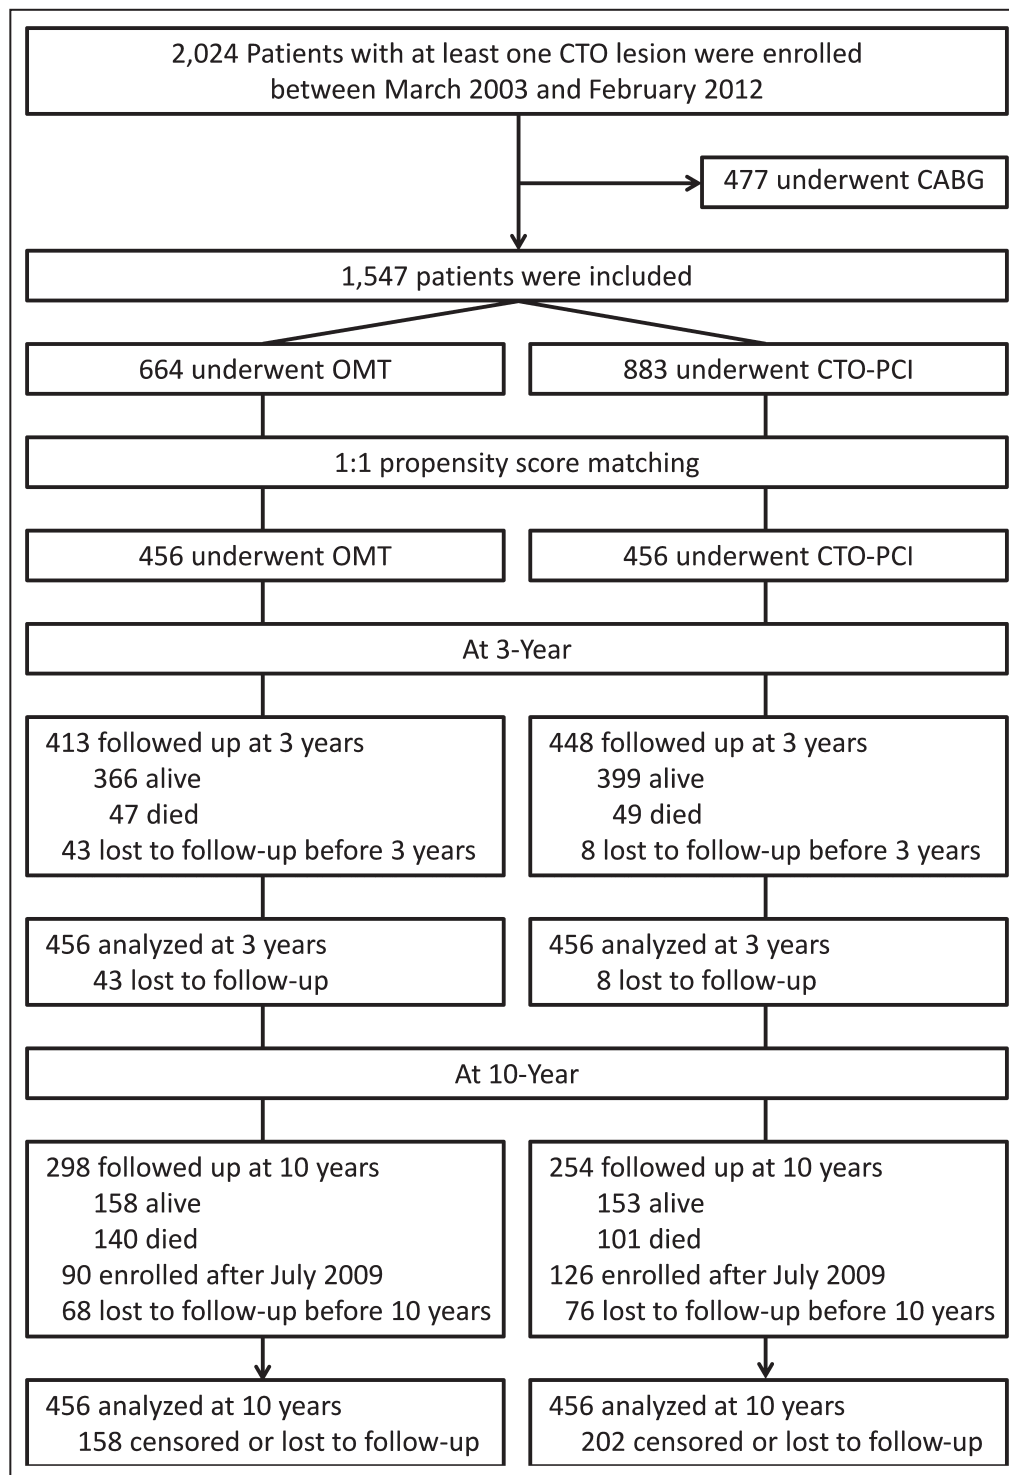 2,024 Patients with at least one CTO lesion were enrolled
between March 2003 and February 2012
477 underwent CABG
1,547 patients were included
664 underwent OMT
883 underwent CTO-PCI
1:1 propensity score matching
456 underwent OMT
456 underwent CTO-PCI
At 3-Year
413 followed up at 3 years
366 alive
47 died
43 lost to follow-up before 3 years
448 followed up at 3 years
399 alive
49 died
8 lost to follow-up before 3 years
456 analyzed at 3 years
43 lost to follow-up
456 analyzed at 3 years
8 lost to follow-up
At 10-Year
298 followed up at 10 years
158 alive
140 died
90 enrolled after July 2009
68 lost to follow-up before 10 years
254 followed up at 10 years
153 alive
101 died
126 enrolled after July 2009
76 lost to follow-up before 10 years
456 analyzed at 10 years
158 censored or lost to follow-up
456 analyzed at 10 years
202 censored or lost to follow-up